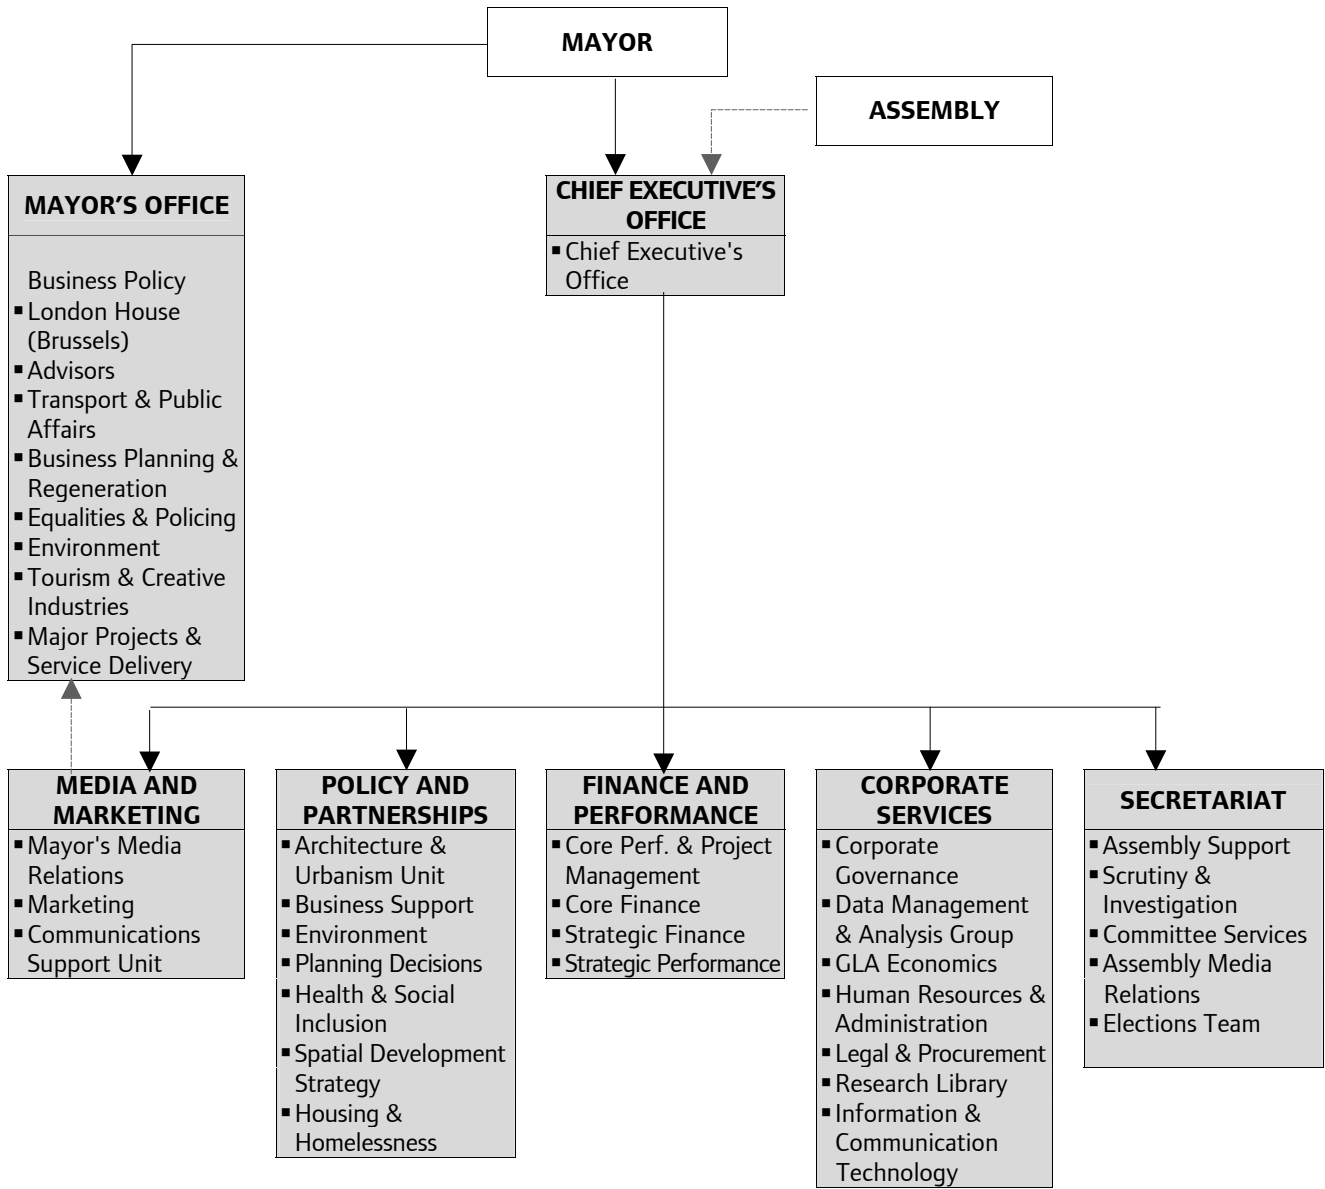 MAYOR
ASSEMBLY
MAYOR’S OFFICE
Business Policy
▪ London House
(Brussels)
▪ Advisors
▪ Transport & Public
Affairs
▪ Business Planning &
Regeneration
▪ Equalities & Policing
▪ Environment
▪ Tourism & Creative
Industries
▪ Major Projects &
Service Delivery
CHIEF EXECUTIVE’S
OFFICE
▪ Chief Executive's
Office
MEDIA AND
MARKETING
▪ Mayor's Media
Relations
▪ Marketing
▪ Communications
Support Unit
POLICY AND
PARTNERSHIPS
▪ Architecture &
Urbanism Unit
▪ Business Support
▪ Environment
▪ Planning Decisions
▪ Health & Social
Inclusion
▪ Spatial Development
Strategy
▪ Housing &
Homelessness
FINANCE AND
PERFORMANCE
▪ Core Perf. & Project
Management
▪ Core Finance
▪ Strategic Finance
▪ Strategic Performance
CORPORATE
SERVICES
▪ Corporate
Governance
▪ Data Management
& Analysis Group
▪ GLA Economics
▪ Human Resources &
Administration
▪ Legal & Procurement
▪ Research Library
▪ Information &
Communication
Technology
SECRETARIAT
▪ Assembly Support
▪ Scrutiny &
Investigation
▪ Committee Services
▪ Assembly Media
Relations
▪ Elections Team